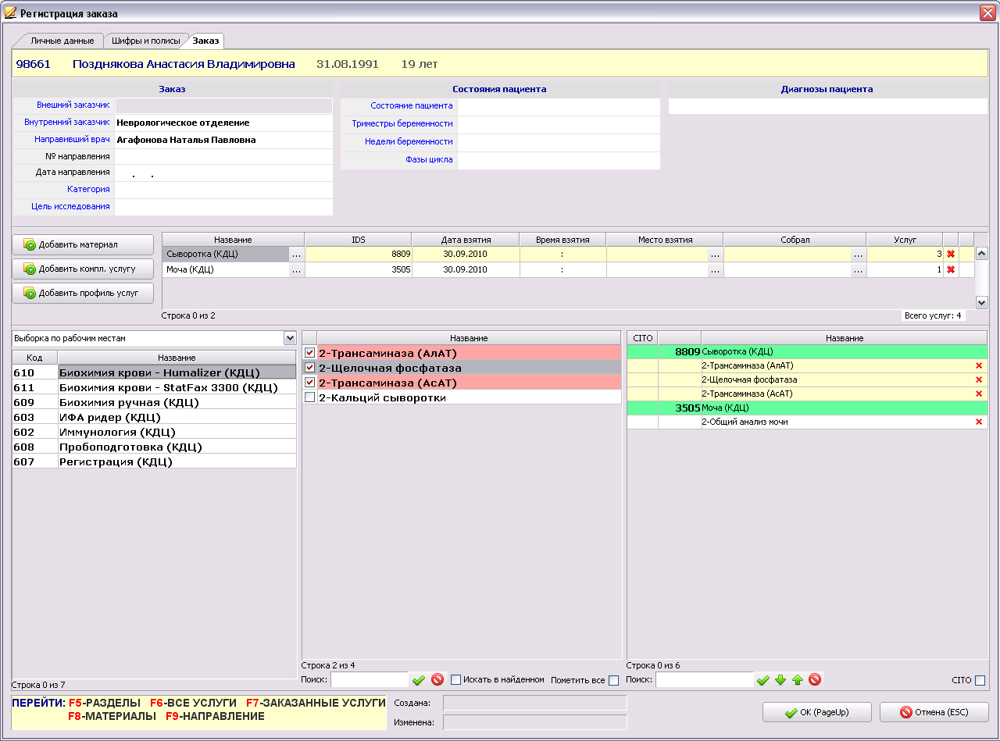 Регистрация заказа
Личные данные Шифры и полисы Заказ
98661 Позднякова Анастасия Владимировна 31.08.1991 19 лет
Заказ Состояния пациента Диагнозы пациента
Внешний заказчик
Внутренний заказчик Неврологическое отделение
Направивший врач Агафонова Наталья Павловна
№ направления
Дата направления . .
Категория
Цель исследования
Состояние пациента
Триместры беременности
Недели беременности
Фазы цикла
Добавить материал
Добавить компл. услугу
Добавить профиль услуг
Название IDS Дата взятия Время взятия Место взятия Собрал Услуг
Сыворотка (КДЦ) ... 8809 30.09.2010 : ... ... 3
Моча (КДЦ) ... 3505 30.09.2010 : ... ... 1
Строка 0 из 2 Всего услуг: 4
Выборка по рабочим местам
Код Название
610 Биохимия крови - Humalizer (КДЦ)
611 Биохимия крови - StatFax 3300 (КДЦ)
609 Биохимия ручная (КДЦ)
603 ИФА ридер (КДЦ)
602 Иммунология (КДЦ)
608 Пробоподготовка (КДЦ)
607 Регистрация (КДЦ)
Строка 0 из 7
Название
2-Трансаминаза (АлАТ)
2-Щелочная фосфатаза
2-Трансаминаза (АсАТ)
2-Кальций сыворотки
Строка 2 из 4
Поиск: Искать в найденном Пометить все
CITO Название
8809 Сыворотка (КДЦ)
2-Трансаминаза (АлАТ)
2-Щелочная фосфатаза
2-Трансаминаза (АсАТ)
3505 Моча (КДЦ)
2-Общий анализ мочи
Строка 0 из 6
Поиск: CITO
ПЕРЕЙТИ: F5-РАЗДЕЛЫ F6-ВСЕ УСЛУГИ F7-ЗАКАЗАННЫЕ УСЛУГИ
F8-МАТЕРИАЛЫ F9-НАПРАВЛЕНИЕ
Создана:
Изменена:
OK (PageUp) Отмена (ESC)